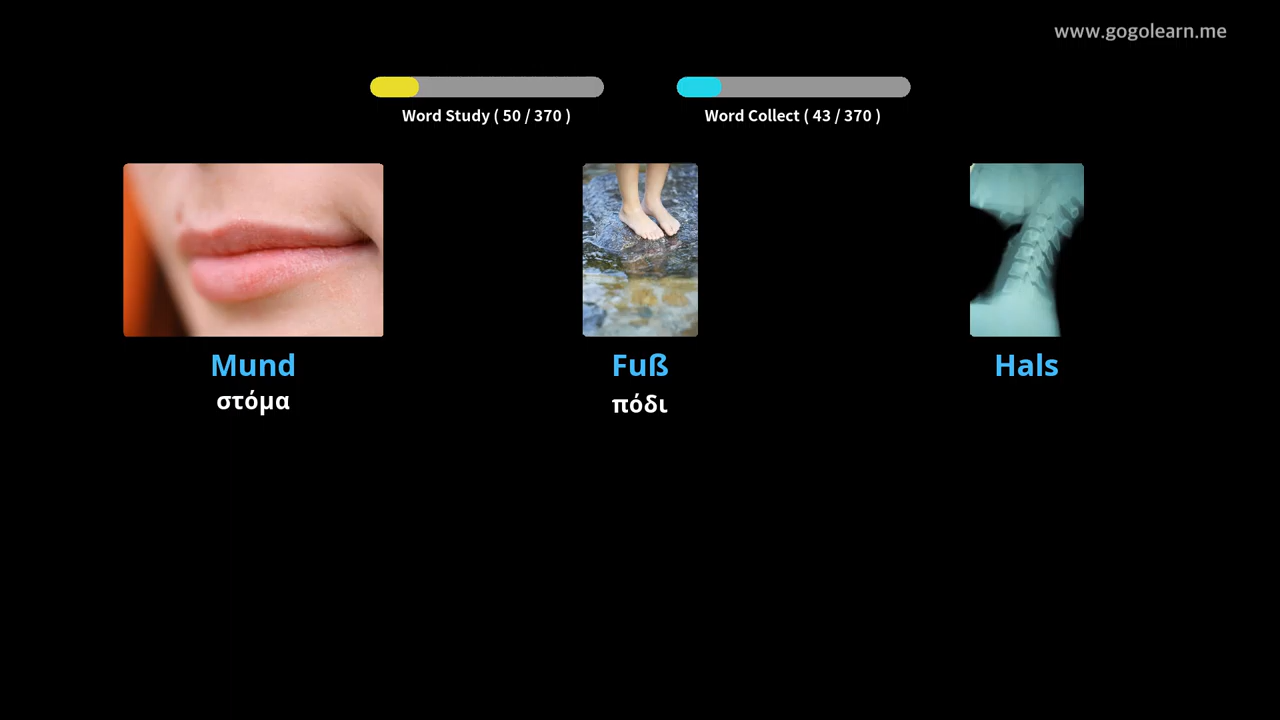 www.gogolearn.me
Word Study ( 50 / 370 )
Word Collect ( 43 / 370 )
Mund
στόμα
Fuß
πόδι
Hals